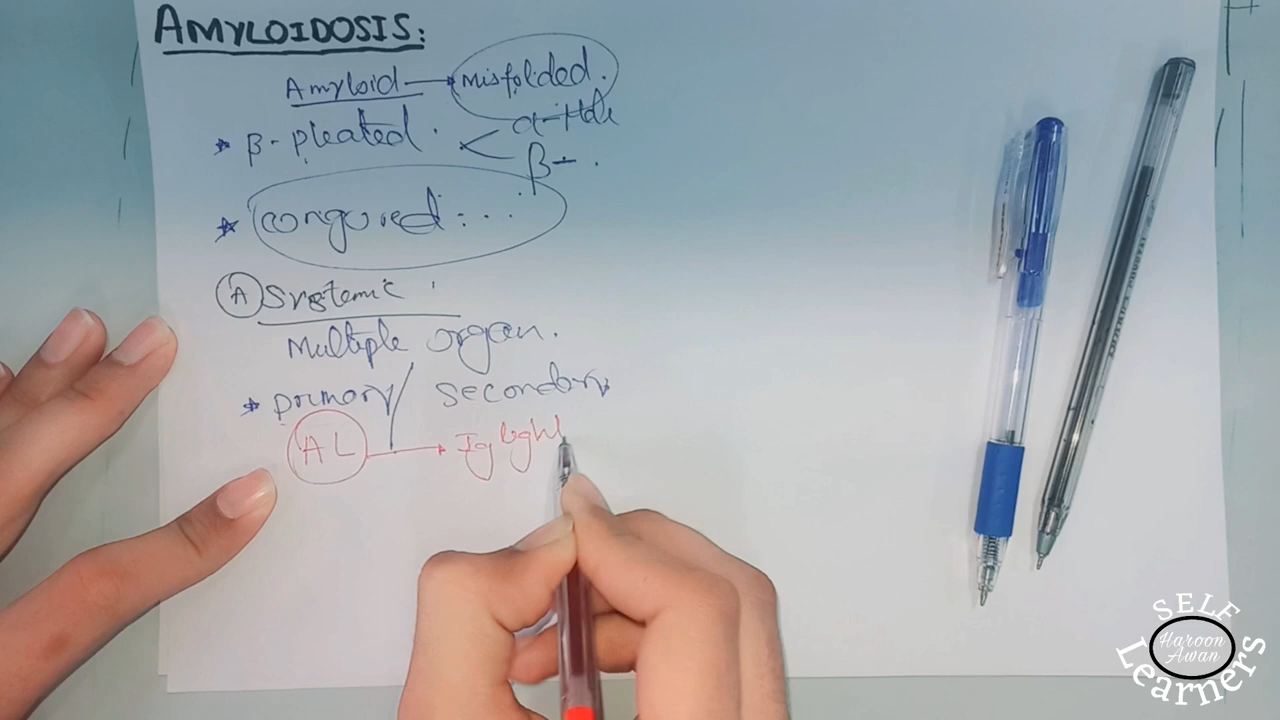 AMYLOIDOSIS:
Amyloid → misfolded.
* β-pleated. < α-
β-.
* congored: ...
(A) Systemic
Multiple organ.
* primary / secondary
AL → Ig light
SELF
Haroon
Awan
Learners